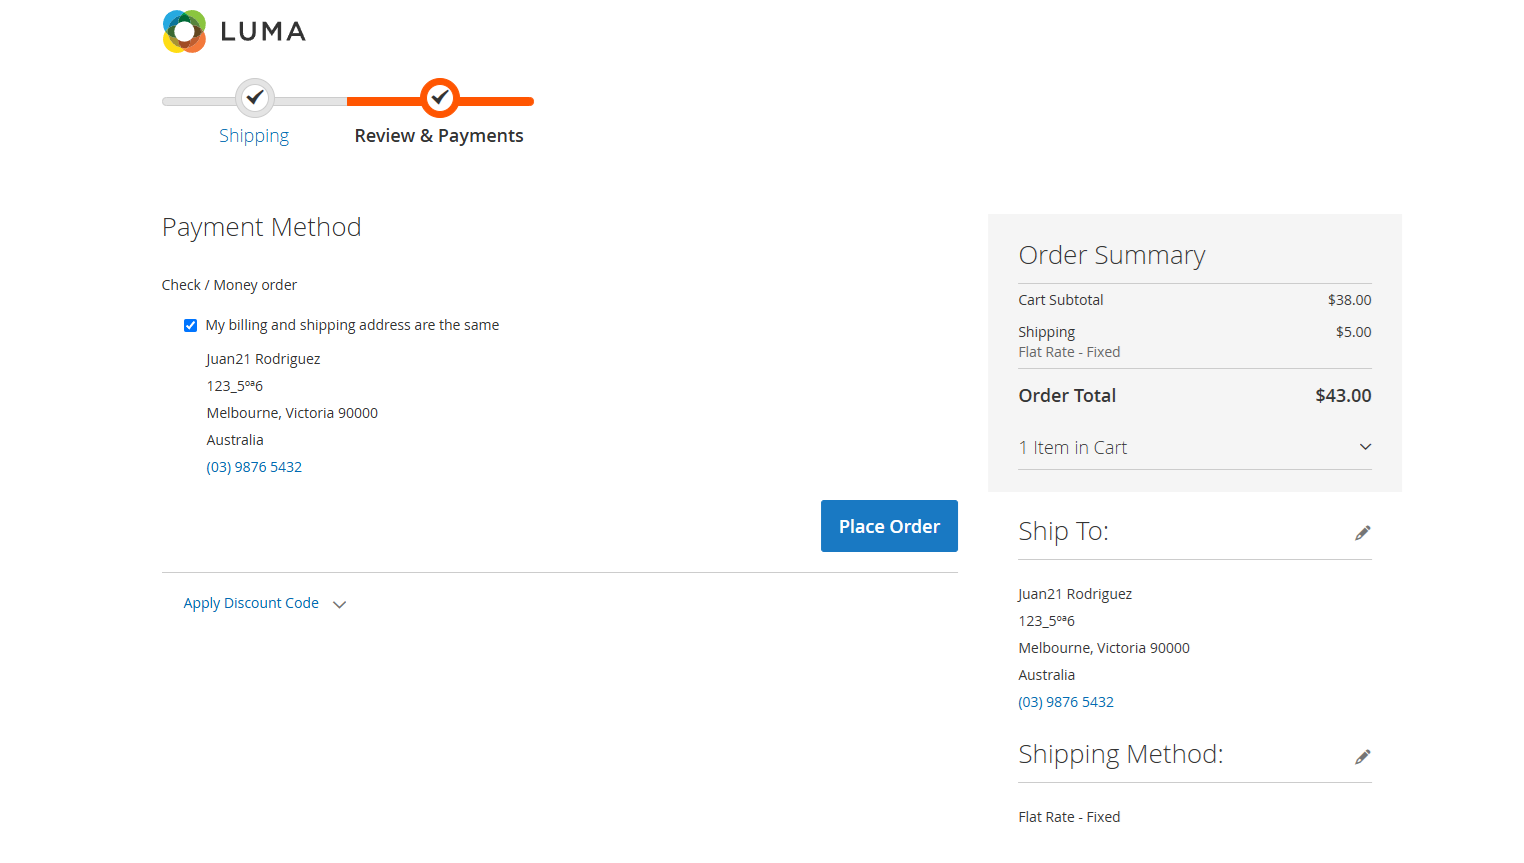 LUMA
Shipping
Review & Payments
Payment Method
Check / Money order
My billing and shipping address are the same
Juan21 Rodriguez
123_5ºª6
Melbourne, Victoria 90000
Australia
(03) 9876 5432
Place Order
Apply Discount Code
Order Summary
Cart Subtotal $38.00
Shipping $5.00
Flat Rate - Fixed
Order Total $43.00
1 Item in Cart
Ship To:
Juan21 Rodriguez
123_5ºª6
Melbourne, Victoria 90000
Australia
(03) 9876 5432
Shipping Method:
Flat Rate - Fixed